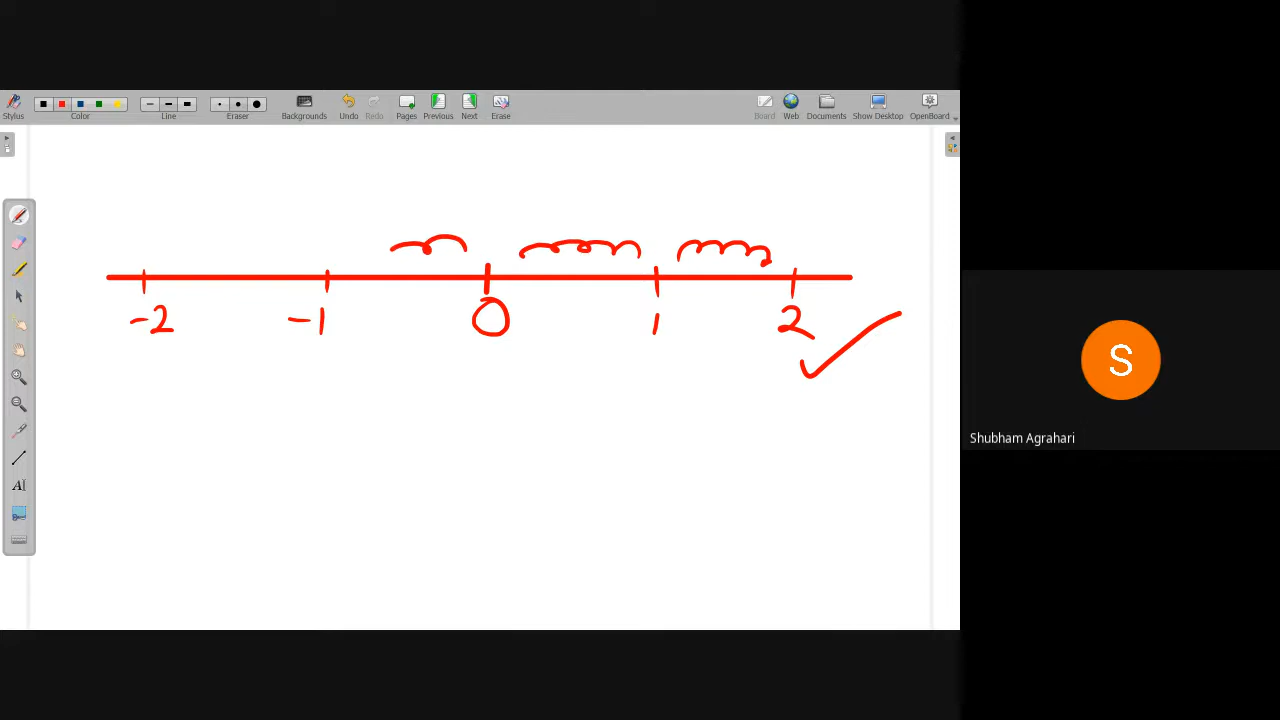 Stylus Color Line Eraser Backgrounds Undo Redo Pages Previous Next Erase Board Web Documents Show Desktop OpenBoard
-2 -1 0 1 2
S
Shubham Agrahari
AI